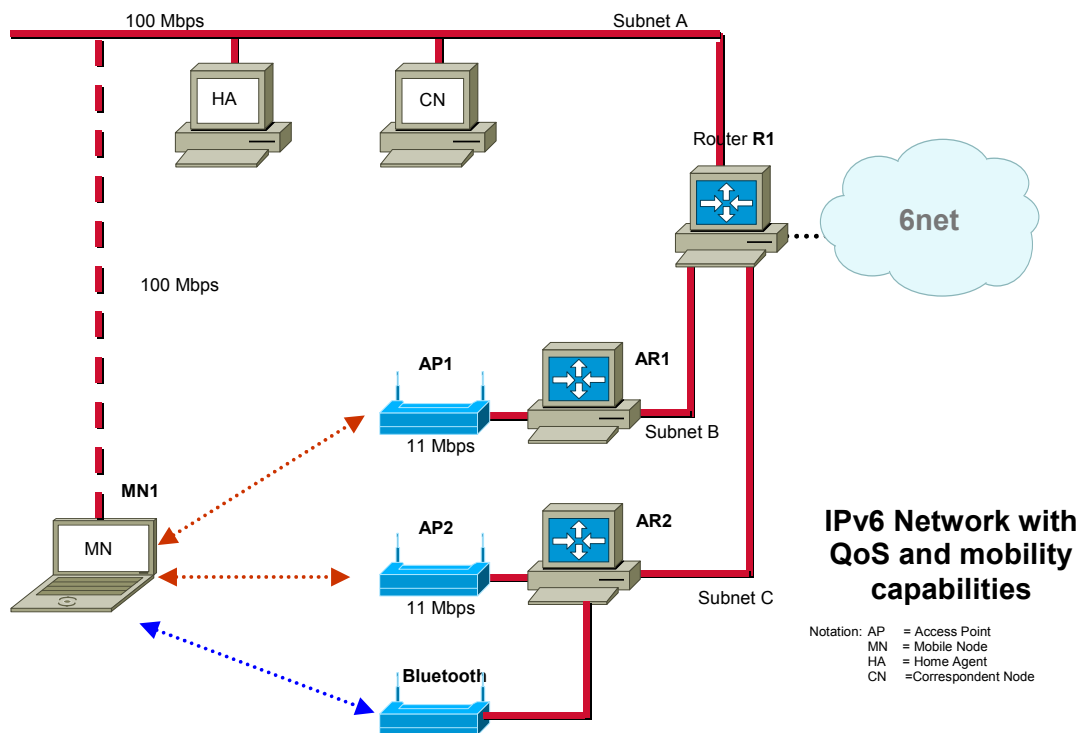 100 Mbps
Subnet A
HA
CN
Router R1
6net
100 Mbps
AP1
AR1
11 Mbps
Subnet B
MN1
MN
AP2
AR2
11 Mbps
Subnet C
Bluetooth
IPv6 Network with
QoS and mobility
capabilities
Notation: AP = Access Point
MN = Mobile Node
HA = Home Agent
CN =Correspondent Node